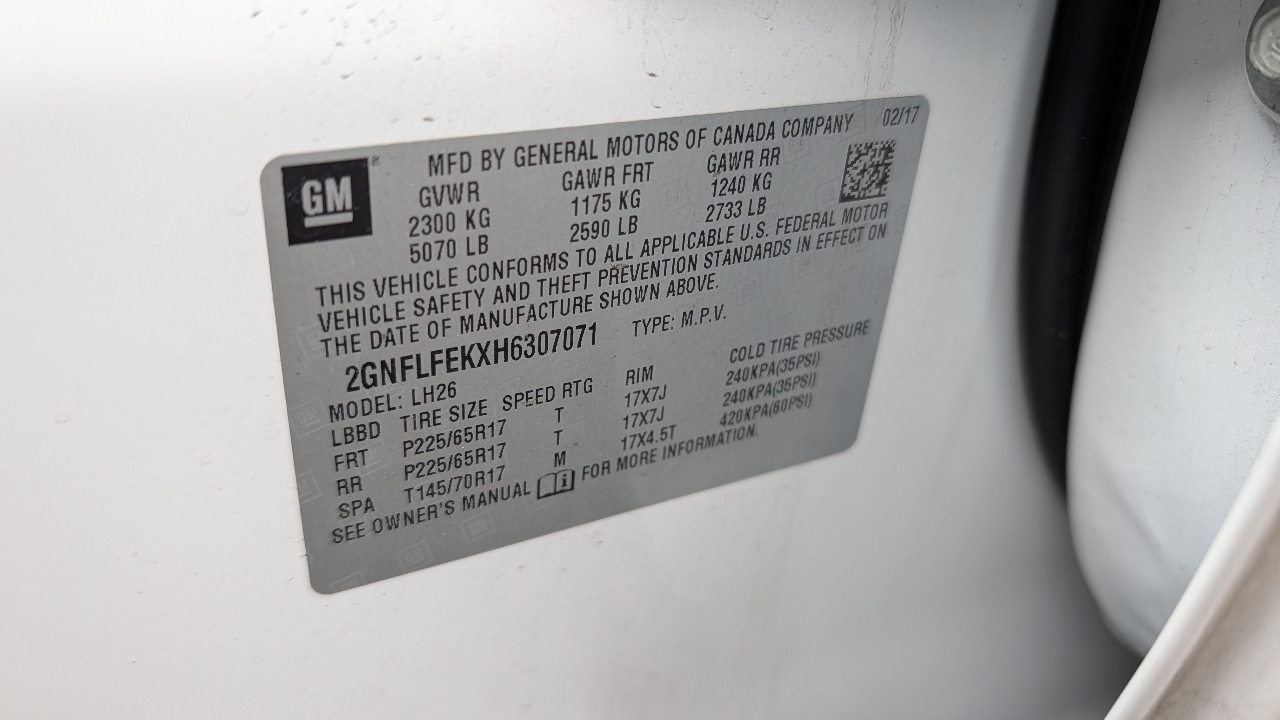 GM ®
MFD BY GENERAL MOTORS OF CANADA COMPANY 02/17
GVWR GAWR FRT GAWR RR
2300 KG 1175 KG 1240 KG
5070 LB 2590 LB 2733 LB
THIS VEHICLE CONFORMS TO ALL APPLICABLE U.S. FEDERAL MOTOR
VEHICLE SAFETY AND THEFT PREVENTION STANDARDS IN EFFECT ON
THE DATE OF MANUFACTURE SHOWN ABOVE.
2GNFLFEKXH6307071 TYPE: M.P.V.
MODEL: LH26
LBBD TIRE SIZE SPEED RTG RIM COLD TIRE PRESSURE
FRT P225/65R17 T 17X7J 240KPA(35PSI)
RR P225/65R17 T 17X7J 240KPA(35PSI)
SPA T145/70R17 M 17X4.5T 420KPA(60PSI)
SEE OWNER'S MANUAL FOR MORE INFORMATION.